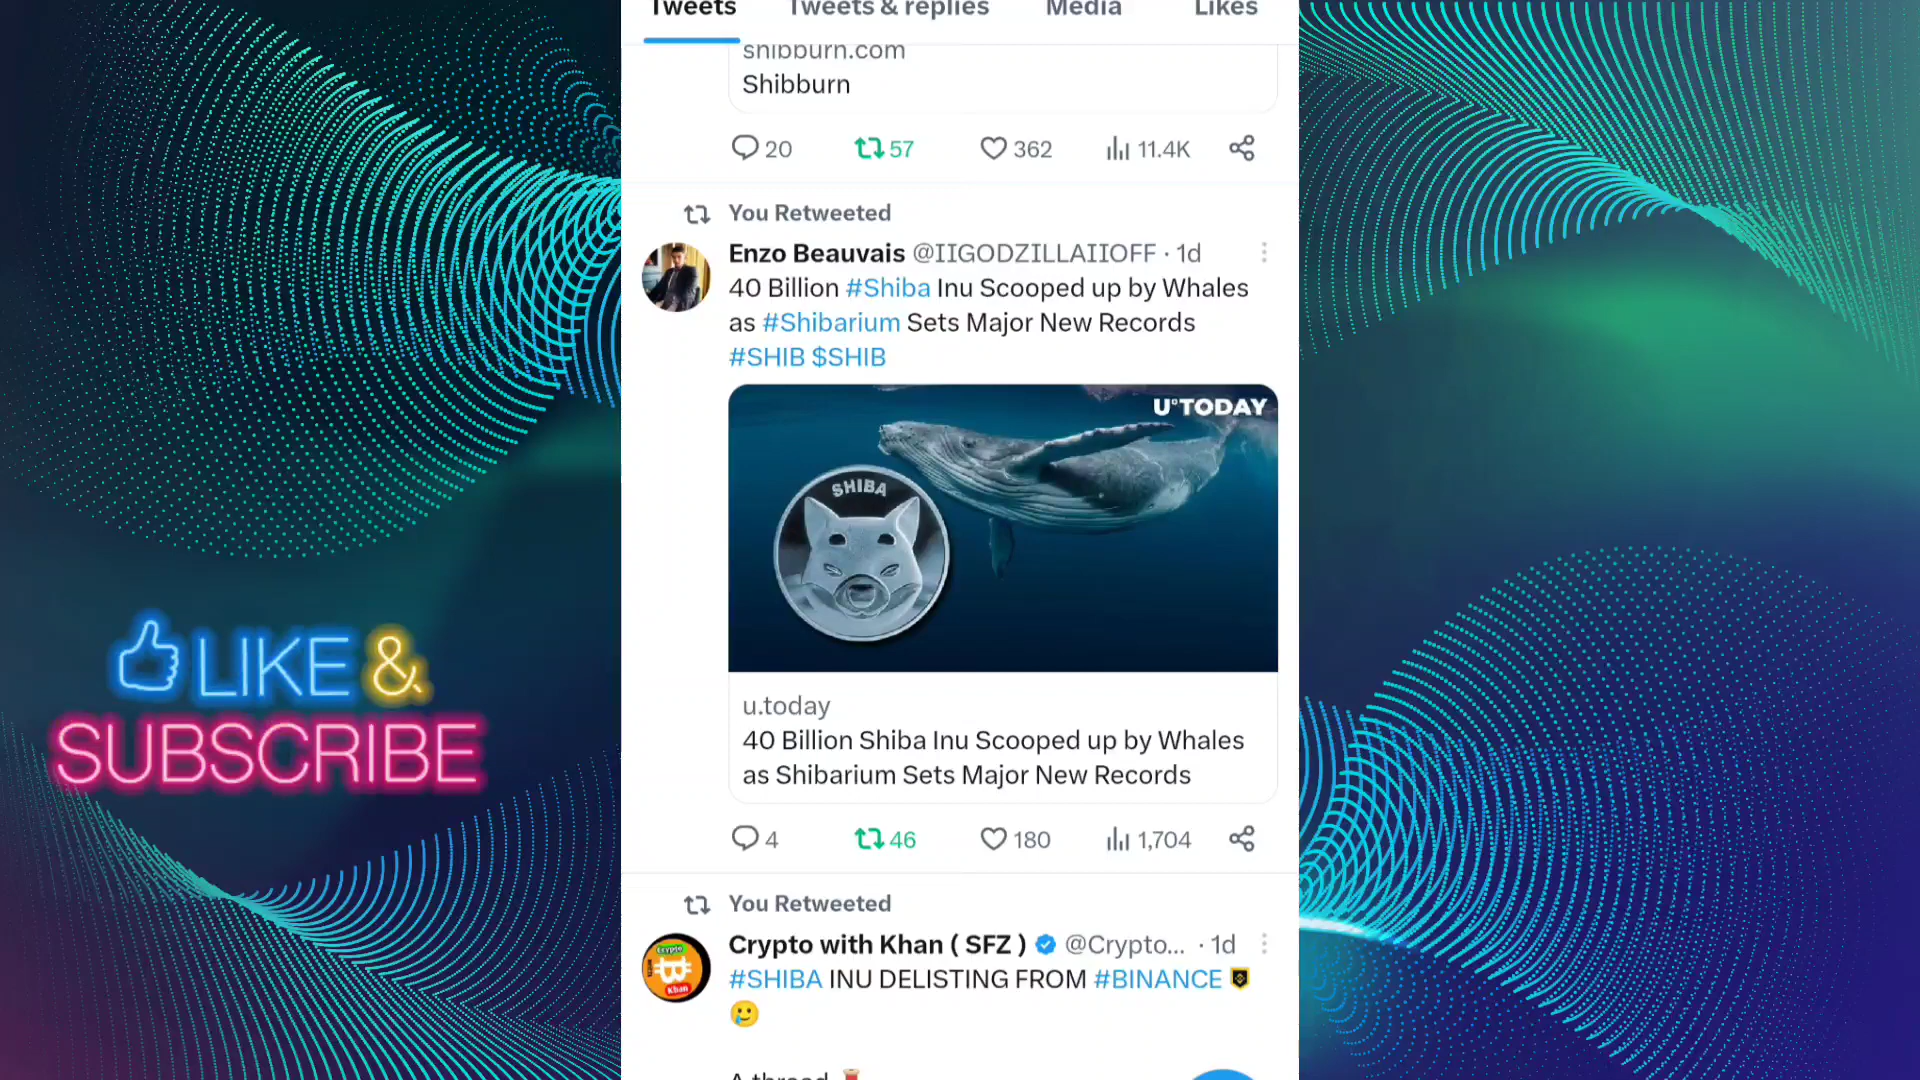 Tweets Tweets & replies Media Likes
shibburn.com
Shibburn
20 57 362 11.4K
You Retweeted
Enzo Beauvais @IIGODZILLAIIOFF · 1d
40 Billion #Shiba Inu Scooped up by Whales
as #Shibarium Sets Major New Records
#SHIB $SHIB
U°TODAY
SHIBA
u.today
40 Billion Shiba Inu Scooped up by Whales
as Shibarium Sets Major New Records
4 46 180 1,704
You Retweeted
Crypto with Khan ( SFZ ) @Crypto... · 1d
Crypto
Khan
#SHIBA INU DELISTING FROM #BINANCE
🥲
A thread 🧵
LIKE &
SUBSCRIBE